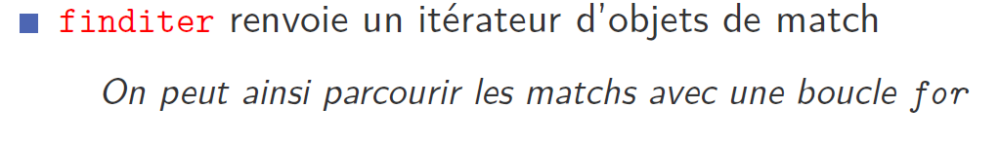 finditer renvoie un itérateur d'objets de match
On peut ainsi parcourir les matchs avec une boucle for